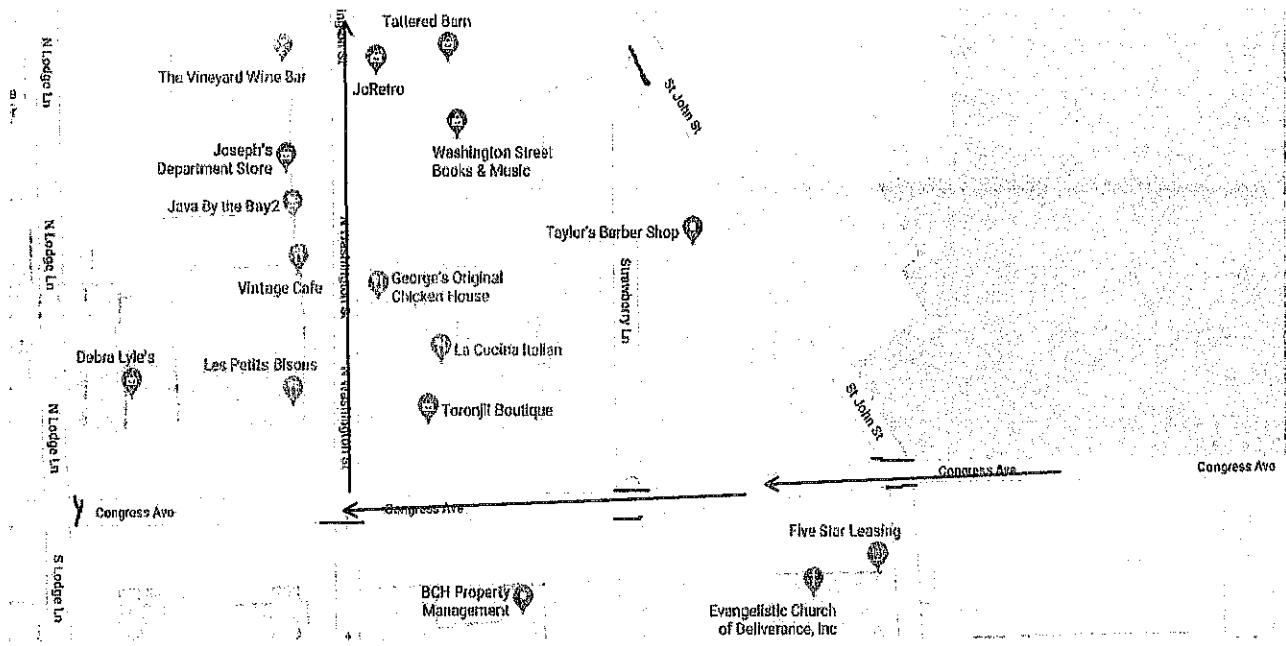 Tattered Barn
The Vineyard Wine Bar
JoRetro
N Lodge Ln
St John St
Joseph's
Department Store
Washington Street
Books & Music
Java By the Bay2
Taylor's Barber Shop
N Lodge Ln
N Washington St
Strawberry Ln
Vintage Cafe
George's Original
Chicken House
La Cucina Italian
Debra Lyle's
Les Petits Bisous
N Washington St
Toronjil Boutique
N Lodge Ln
St John St
Congress Ave
Congress Ave
Congress Ave
Congress Ave
Five Star Leasing
S Lodge Ln
BCH Property
Management
Evangelistic Church
of Deliverance, Inc